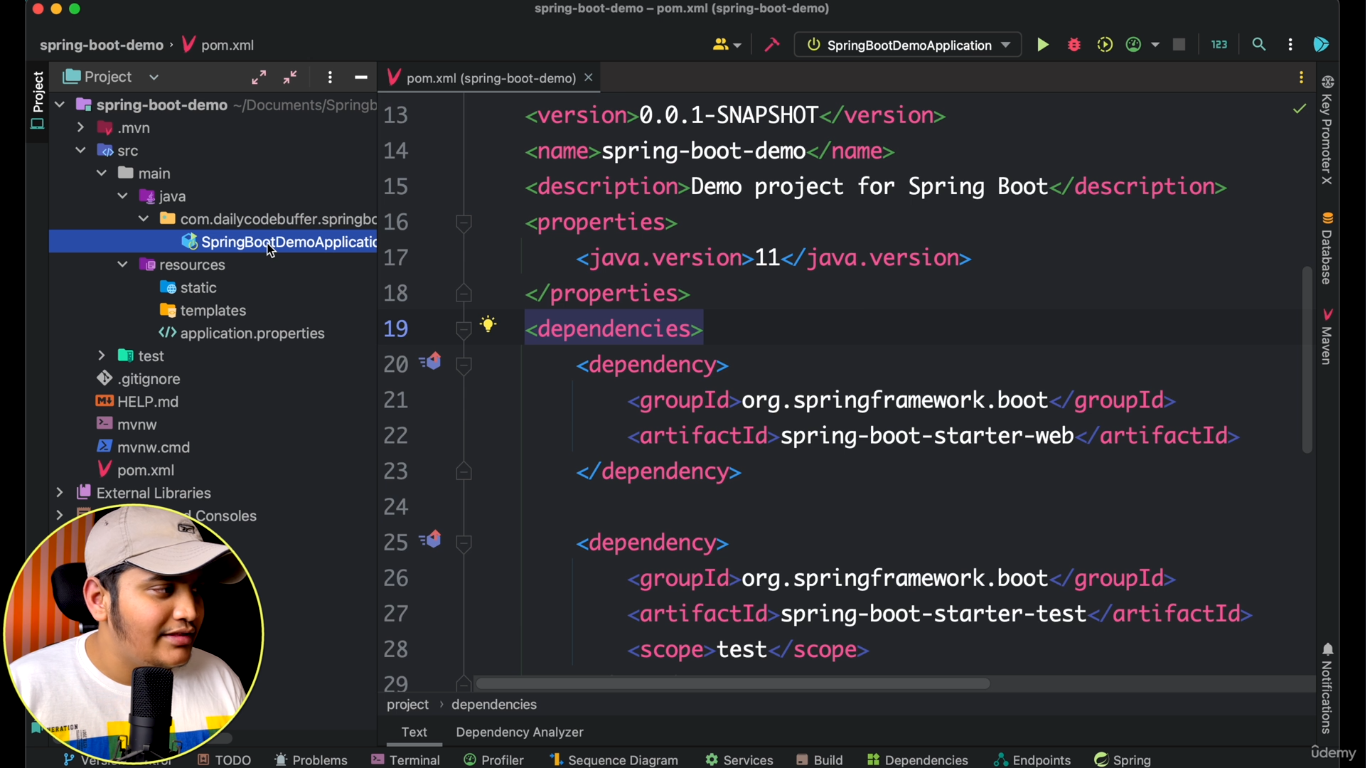 spring-boot-demo – pom.xml (spring-boot-demo)
spring-boot-demo › pom.xml
SpringBootDemoApplication
123
Project
Project
pom.xml (spring-boot-demo)
spring-boot-demo ~/Documents/Springb
.mvn
src
main
java
com.dailycodebuffer.springbo
SpringBootDemoApplicatio
resources
static
templates
application.properties
test
.gitignore
HELP.md
mvnw
mvnw.cmd
pom.xml
External Libraries
d Consoles
13 <version>0.0.1-SNAPSHOT</version>
14 <name>spring-boot-demo</name>
15 <description>Demo project for Spring Boot</description>
16 <properties>
17 <java.version>11</java.version>
18 </properties>
19 <dependencies>
20 <dependency>
21 <groupId>org.springframework.boot</groupId>
22 <artifactId>spring-boot-starter-web</artifactId>
23 </dependency>
24
25 <dependency>
26 <groupId>org.springframework.boot</groupId>
27 <artifactId>spring-boot-starter-test</artifactId>
28 <scope>test</scope>
29
project › dependencies
Text Dependency Analyzer
Key Promoter X
Database
Maven
Notifications
TODO Problems Terminal Profiler Sequence Diagram Services Build Dependencies Endpoints Spring
udemy